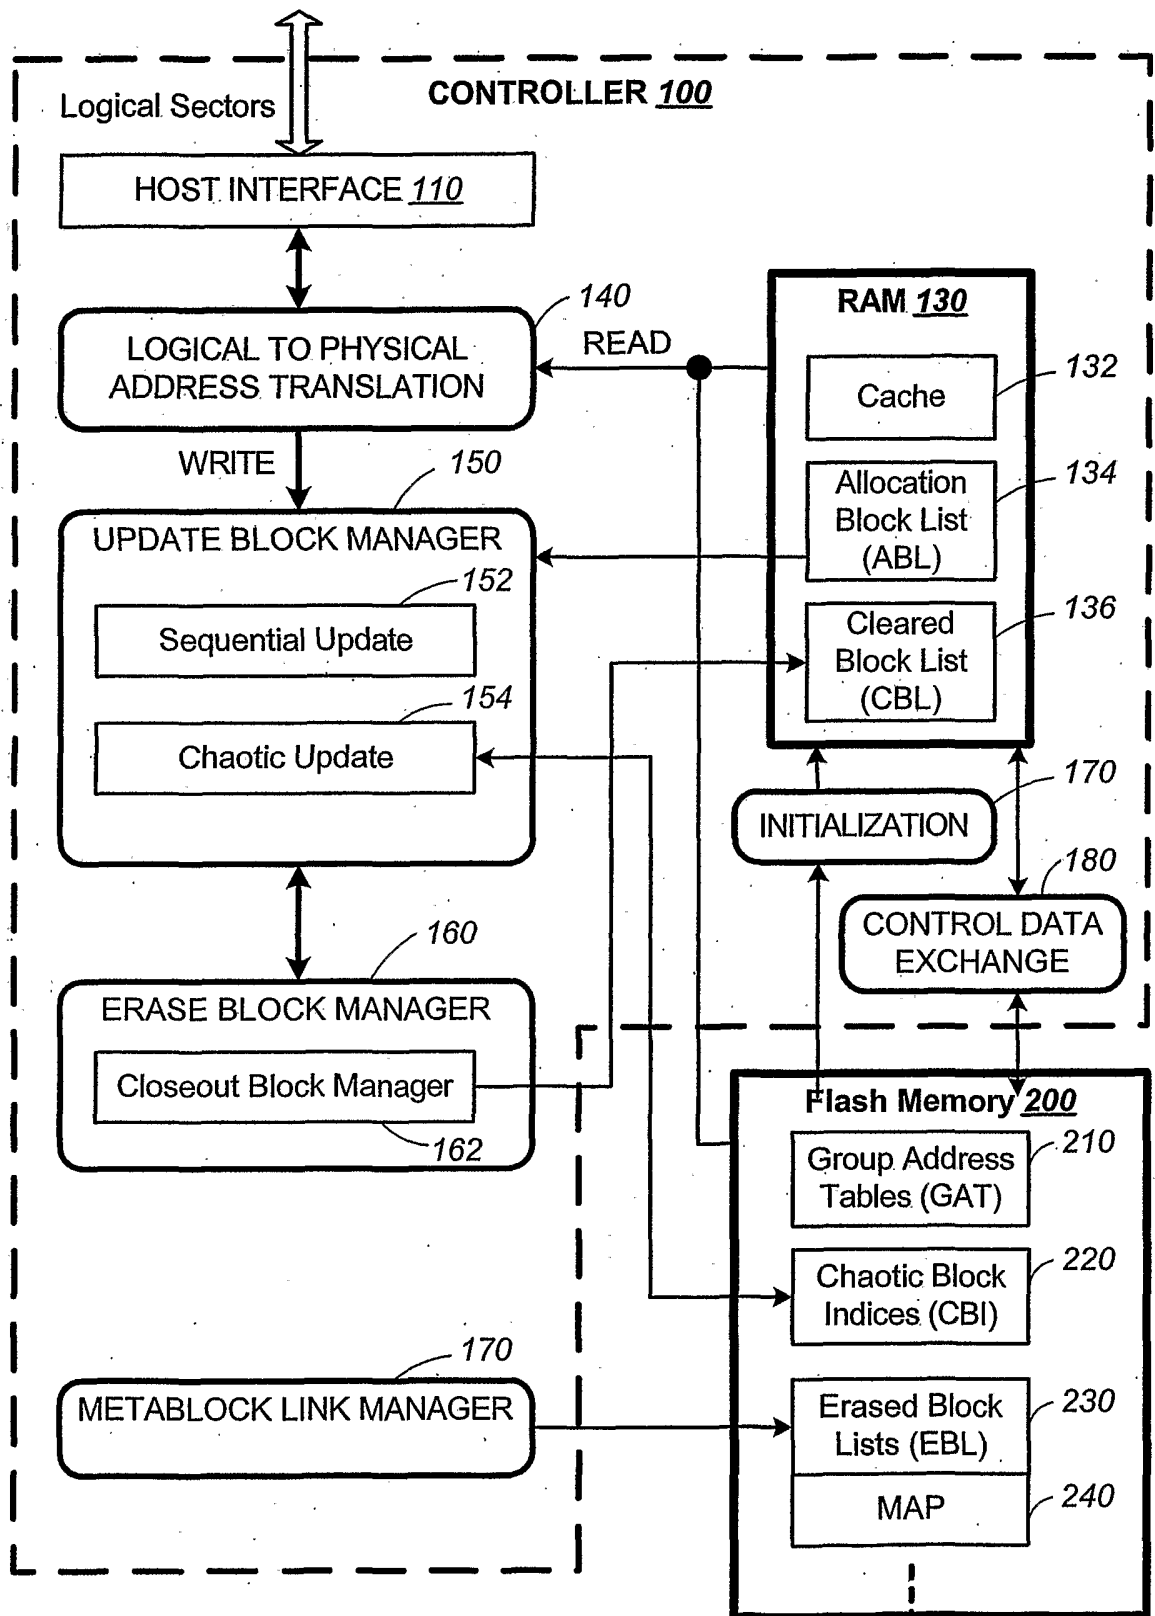 CONTROLLER 100
Logical Sectors
HOST INTERFACE 110
140
LOGICAL TO PHYSICAL
ADDRESS TRANSLATION
READ
WRITE
150
UPDATE BLOCK MANAGER
152
Sequential Update
154
Chaotic Update
160
ERASE BLOCK MANAGER
Closeout Block Manager
162
170
METABLOCK LINK MANAGER
RAM 130
132
Cache
134
Allocation
Block List
(ABL)
136
Cleared
Block List
(CBL)
170
INITIALIZATION
180
CONTROL DATA
EXCHANGE
Flash Memory 200
210
Group Address
Tables (GAT)
220
Chaotic Block
Indices (CBI)
230
Erased Block
Lists (EBL)
240
MAP